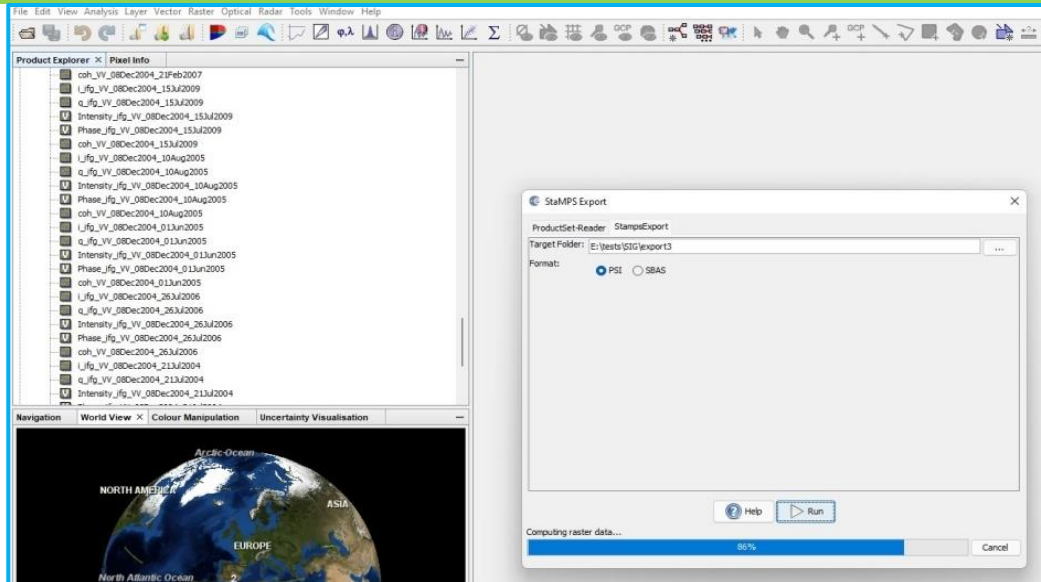 File Edit View Analysis Layer Vector Raster Optical Radar Tools Window Help
Product Explorer × Pixel Info
coh_VV_08Dec2004_21Feb2007
i_ifg_VV_08Dec2004_15Jul2009
q_ifg_VV_08Dec2004_15Jul2009
Intensity_ifg_VV_08Dec2004_15Jul2009
Phase_ifg_VV_08Dec2004_15Jul2009
coh_VV_08Dec2004_15Jul2009
i_ifg_VV_08Dec2004_10Aug2005
q_ifg_VV_08Dec2004_10Aug2005
Intensity_ifg_VV_08Dec2004_10Aug2005
Phase_ifg_VV_08Dec2004_10Aug2005
coh_VV_08Dec2004_10Aug2005
i_ifg_VV_08Dec2004_01Jun2005
q_ifg_VV_08Dec2004_01Jun2005
Intensity_ifg_VV_08Dec2004_01Jun2005
Phase_ifg_VV_08Dec2004_01Jun2005
coh_VV_08Dec2004_01Jun2005
i_ifg_VV_08Dec2004_26Jul2006
q_ifg_VV_08Dec2004_26Jul2006
Intensity_ifg_VV_08Dec2004_26Jul2006
Phase_ifg_VV_08Dec2004_26Jul2006
coh_VV_08Dec2004_26Jul2006
i_ifg_VV_08Dec2004_21Jul2004
q_ifg_VV_08Dec2004_21Jul2004
Intensity_ifg_VV_08Dec2004_21Jul2004
Navigation World View × Colour Manipulation Uncertainty Visualisation
Arctic Ocean
NORTH AMERICA
ASIA
EUROPE
North Atlantic Ocean
StaMPS Export
ProductSet-Reader StampsExport
Target Folder: E:\tests\SIG\export3 ...
Format: PSI SBAS
Help Run
Computing raster data...
86% Cancel